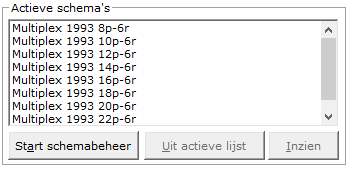 Actieve schema's
Multiplex 1993 8p-6r
Multiplex 1993 10p-6r
Multiplex 1993 12p-6r
Multiplex 1993 14p-6r
Multiplex 1993 16p-6r
Multiplex 1993 18p-6r
Multiplex 1993 20p-6r
Multiplex 1993 22p-6r
Start schemabeheer Uit actieve lijst Inzien